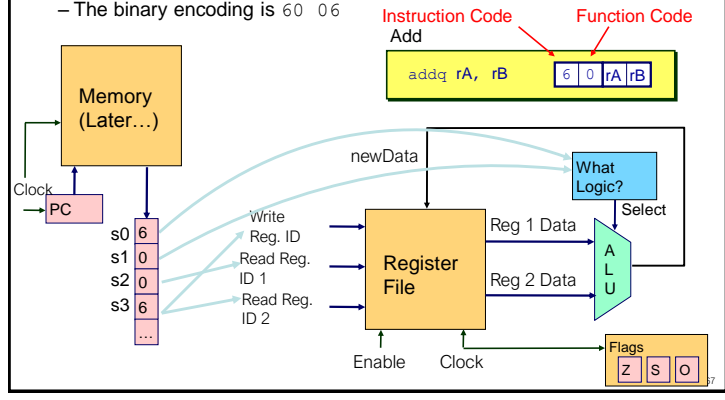 – The binary encoding is 60 06
Instruction Code
Function Code
Add
addq rA, rB
6 0 rA rB
Memory
(Later…)
newData
What
Logic?
Clock
PC
Select
s0 6
s1 0
s2 0
s3 6
…
Write
Reg. ID
Read Reg.
ID 1
Read Reg.
ID 2
Register
File
Reg 1 Data
Reg 2 Data
A
L
U
Enable
Clock
Flags
Z S O